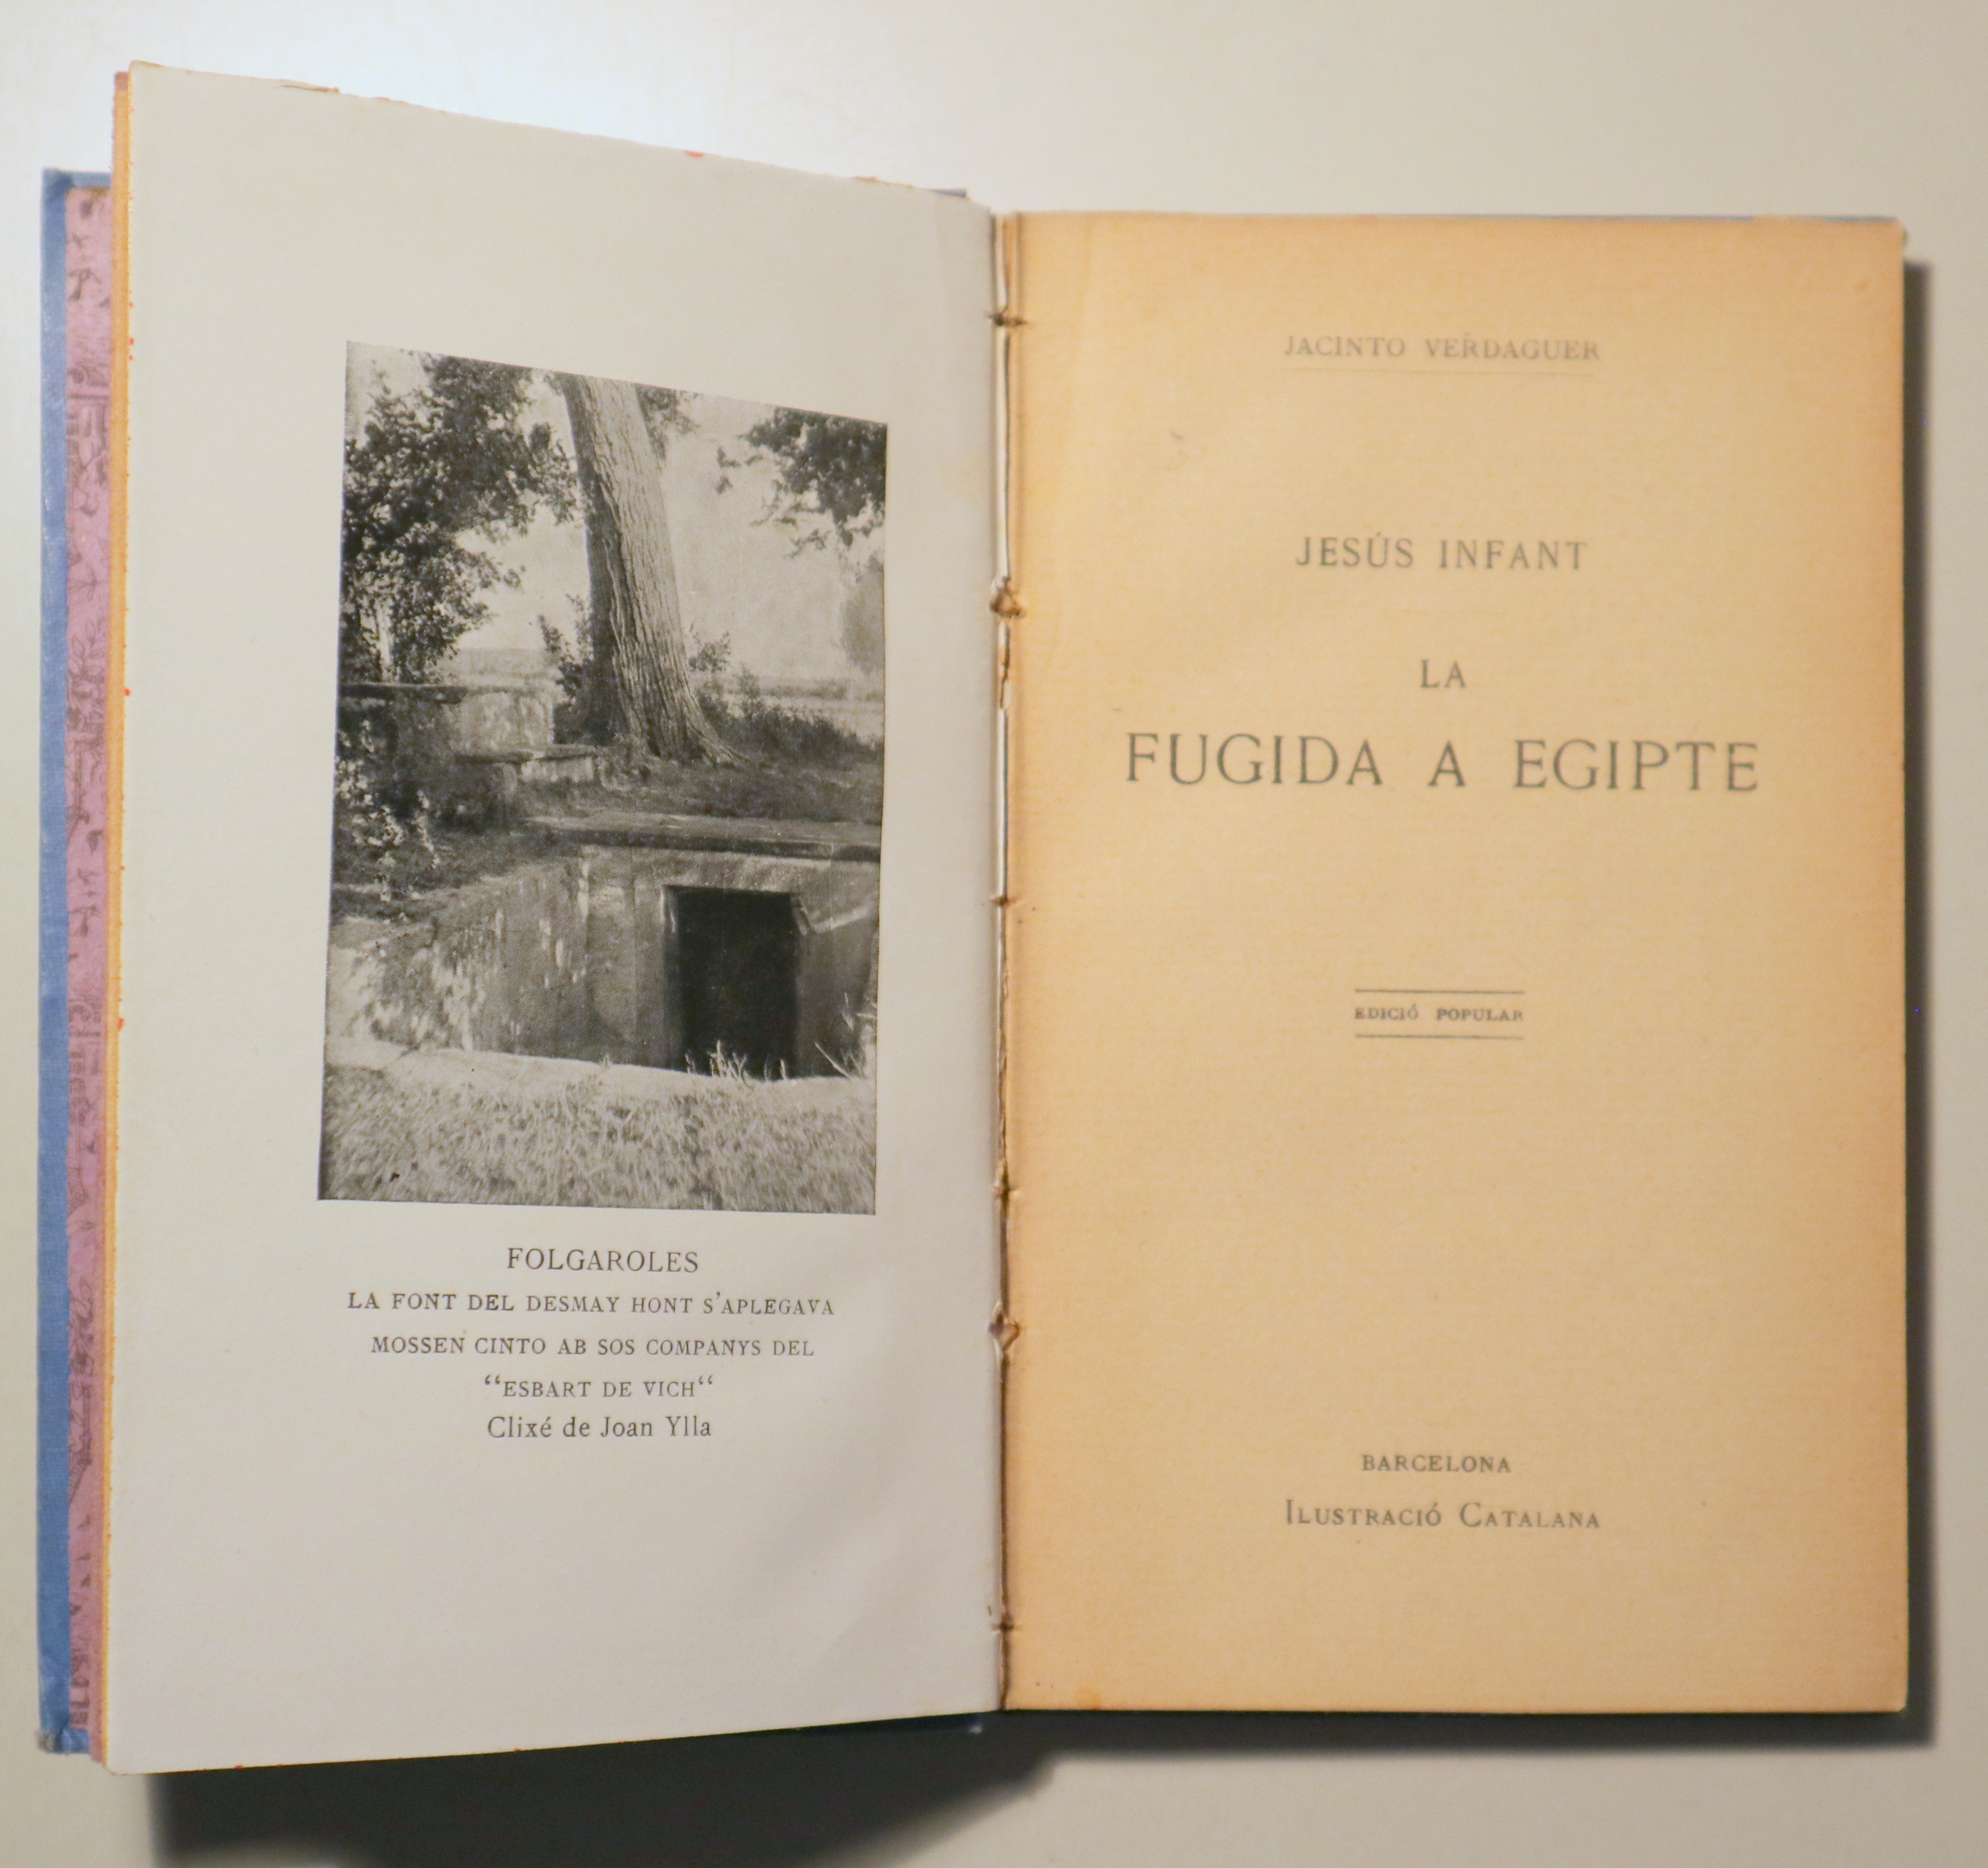 FOLGAROLES
LA FONT DEL DESMAY HONT S'APLEGAVA
MOSSEN CINTO AB SOS COMPANYS DEL
“ESBART DE VICH“
Clixé de Joan Ylla
JACINTO VERDAGUER
JESÚS INFANT
LA
FUGIDA A EGIPTE
EDICIÓ POPULAR
BARCELONA
ILUSTRACIÓ CATALANA